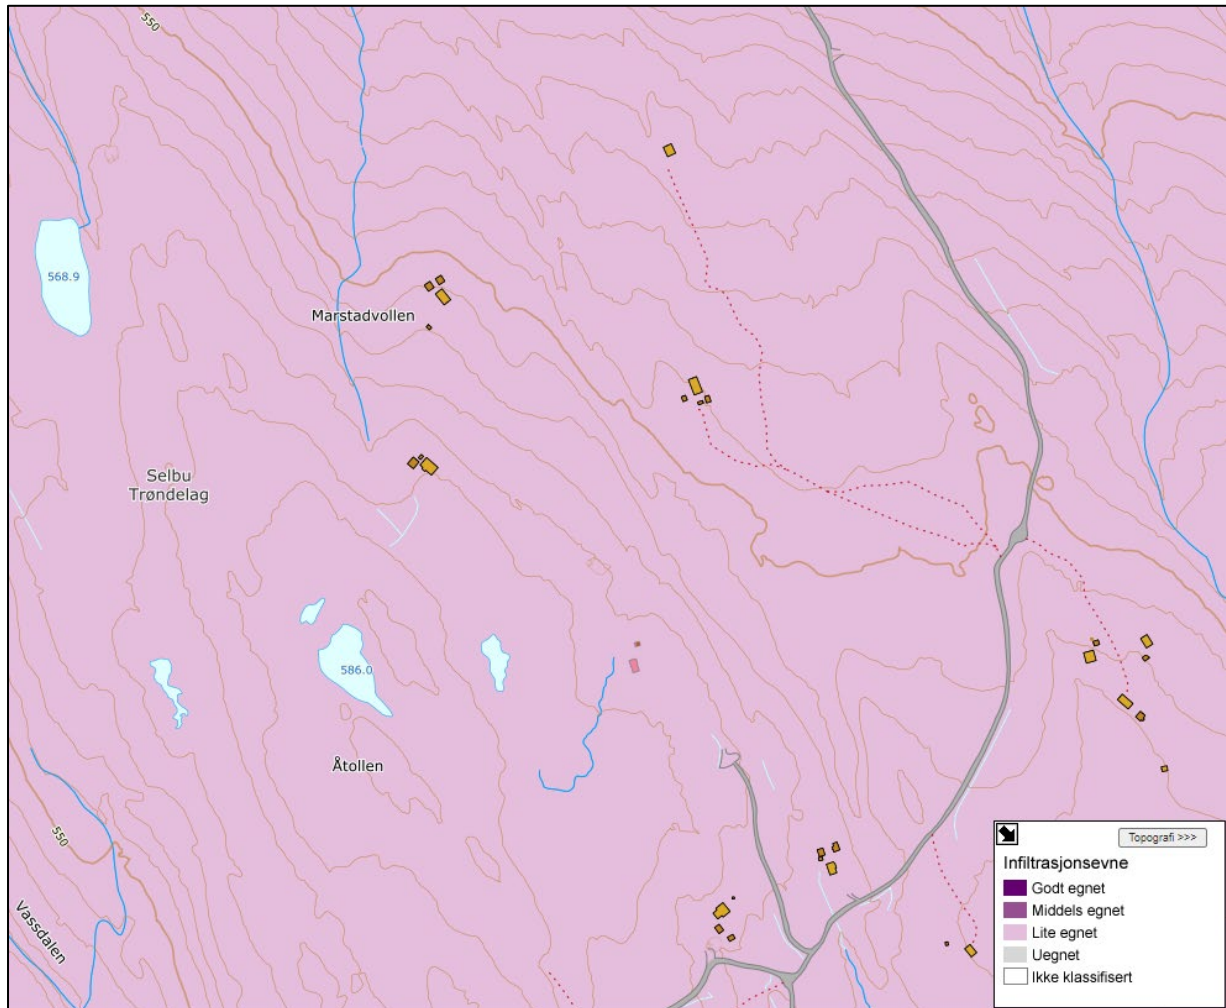 550
568.9
Marstadvollen
Selbu
Trøndelag
586.0
Åtollen
550
Vassdalen
Topografi >>>
Infiltrasjonsevne
Godt egnet
Middels egnet
Lite egnet
Uegnet
Ikke klassifisert